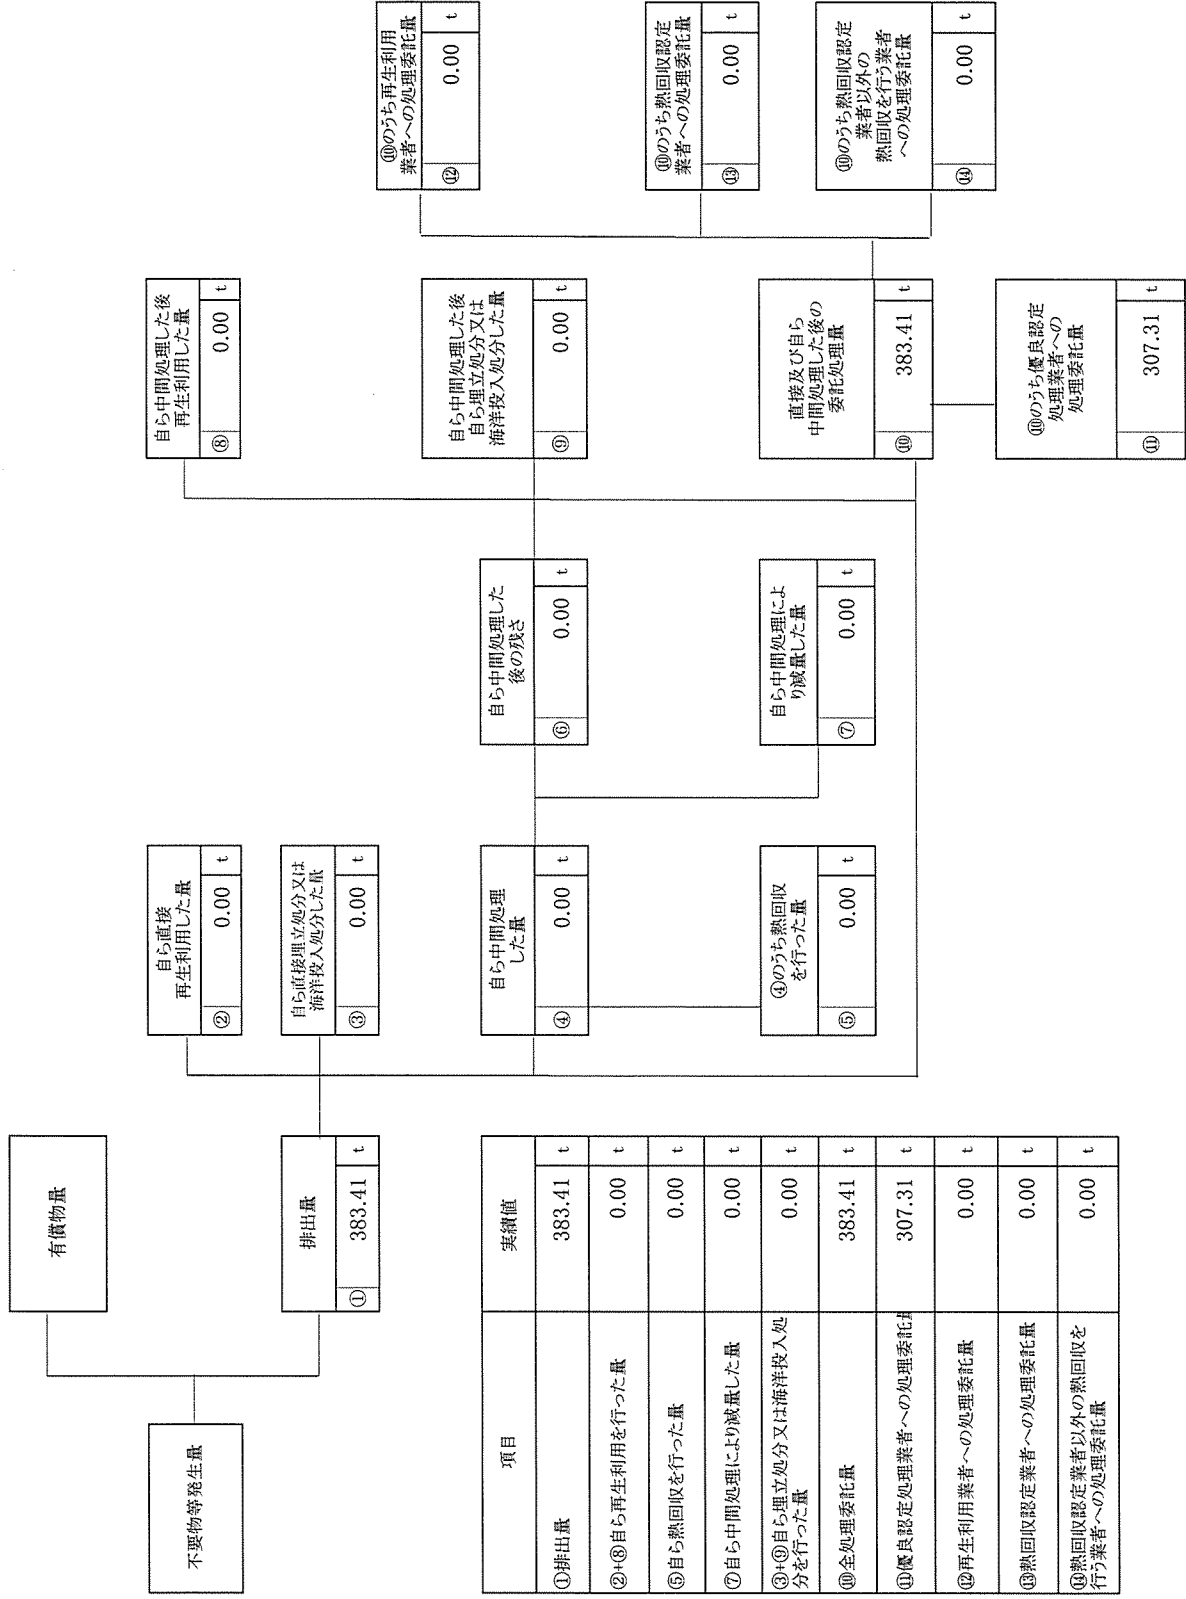 不要物等発生量
有償物量
排出量
① 383.41 t
自ら直接
再生利用した量
② 0.00 t
自ら直接埋立処分又は
海洋投入処分した量
③ 0.00 t
自ら中間処理
した量
④ 0.00 t
④のうち熱回収
を行った量
⑤ 0.00 t
自ら中間処理した
後の残さ
⑥ 0.00 t
自ら中間処理によ
り減量した量
⑦ 0.00 t
自ら中間処理した後
再生利用した量
⑧ 0.00 t
自ら中間処理した後
自ら埋立処分又は
海洋投入処分した量
⑨ 0.00 t
直接及び自ら
中間処理した後の
委託処理量
⑩ 383.41 t
⑩のうち優良認定
処理業者への
処理委託量
⑪ 307.31 t
⑩のうち再生利用
業者への処理委託量
⑫ 0.00 t
⑩のうち熱回収認定
業者への処理委託量
⑬ 0.00 t
⑩のうち熱回収認定
業者以外の
熱回収を行う業者
への処理委託量
⑭ 0.00 t
項目 実績値
①排出量 383.41 t
②+⑧自ら再生利用を行った量 0.00 t
⑤自ら熱回収を行った量 0.00 t
⑦自ら中間処理により減量した量 0.00 t
③+⑨自ら埋立処分又は海洋投入処
分を行った量 0.00 t
⑩全処理委託量 383.41 t
⑪優良認定処理業者への処理委託量 307.31 t
⑫再生利用業者への処理委託量 0.00 t
⑬熱回収認定業者への処理委託量 0.00 t
⑭熱回収認定業者以外の熱回収を
行う業者への処理委託量 0.00 t